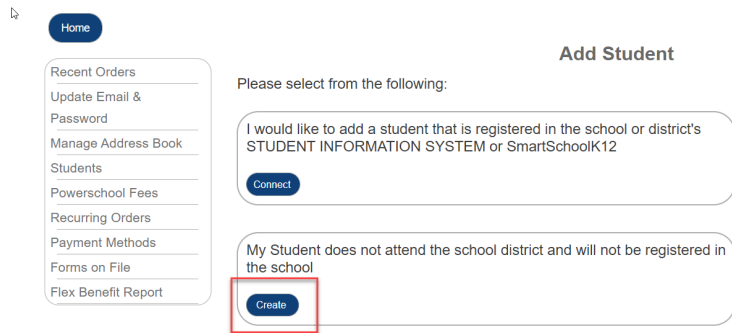 Home
Add Student
Recent Orders
Update Email &
Password
Manage Address Book
Students
Powerschool Fees
Recurring Orders
Payment Methods
Forms on File
Flex Benefit Report
Please select from the following:
I would like to add a student that is registered in the school or district's
STUDENT INFORMATION SYSTEM or SmartSchoolK12
Connect
My Student does not attend the school district and will not be registered in
the school
Create